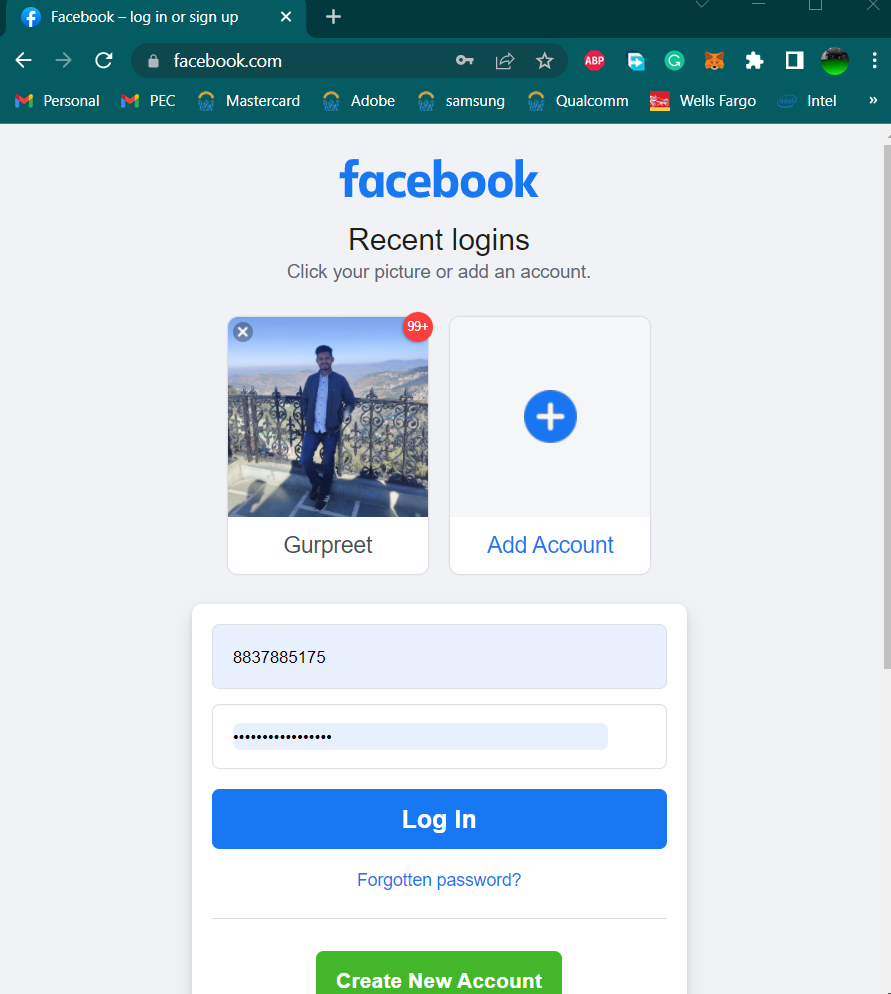 Facebook – log in or sign up
facebook.com
ABP
G
Personal
PEC
Mastercard
Adobe
samsung
Qualcomm
Wells Fargo
intel
Intel
»
facebook
Recent logins
Click your picture or add an account.
99+
Gurpreet
Add Account
8837885175
•••••••••••••••••
Log In
Forgotten password?
Create New Account